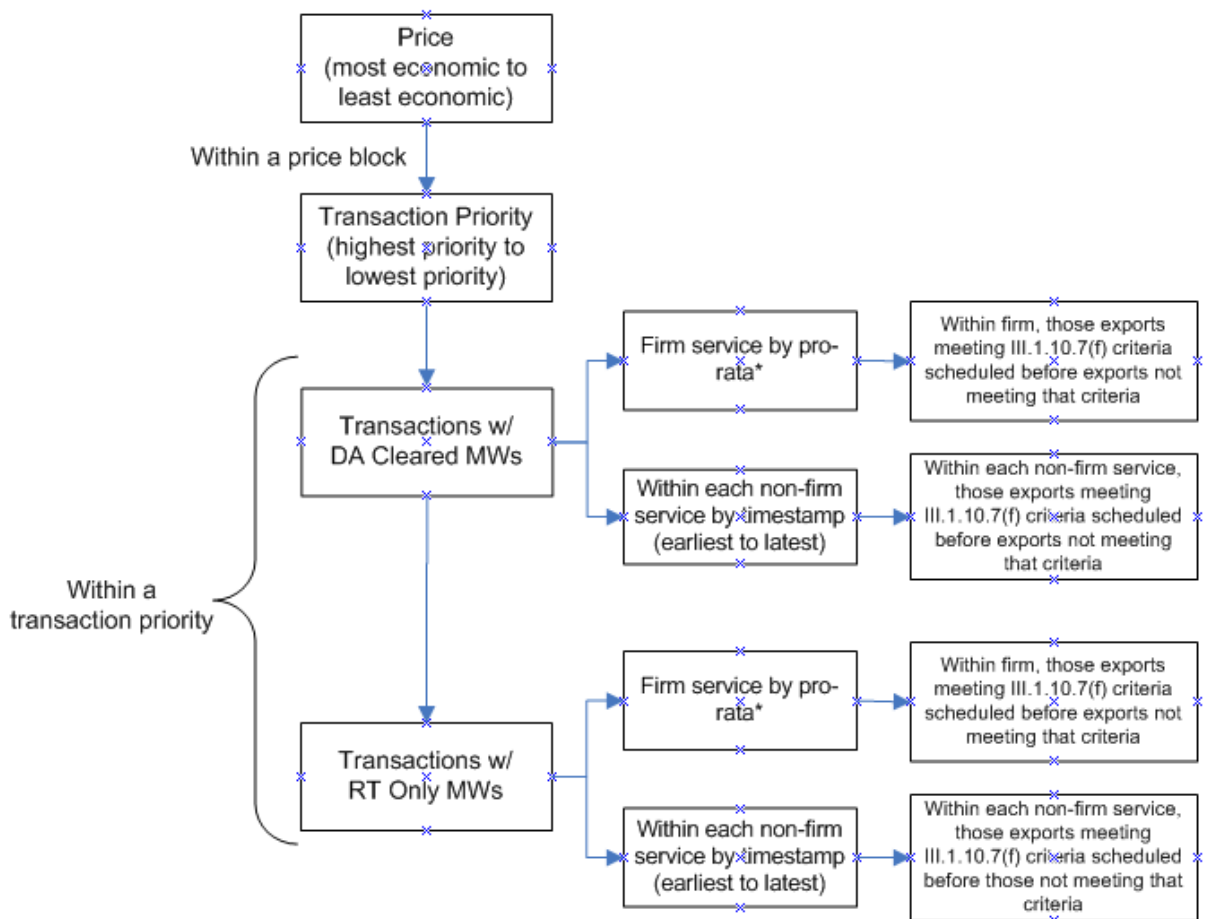 Price
(most economic to
least economic)
Within a price block
Transaction Priority
(highest priority to
lowest priority)
Firm service by pro-
rata*
Within firm, those exports
meeting III.1.10.7(f) criteria
scheduled before exports not
meeting that criteria
Transactions w/
DA Cleared MWs
Within each non-firm
service by timestamp
(earliest to latest)
Within each non-firm service,
those exports meeting
III.1.10.7(f) criteria scheduled
before exports not meeting
that criteria
Within a
transaction priority
Firm service by pro-
rata*
Within firm, those exports
meeting III.1.10.7(f) criteria
scheduled before exports not
meeting that criteria
Transactions w/
RT Only MWs
Within each non-firm
service by timestamp
(earliest to latest)
Within each non-firm service,
those exports meeting
III.1.10.7(f) criteria scheduled
before those not meeting that
criteria